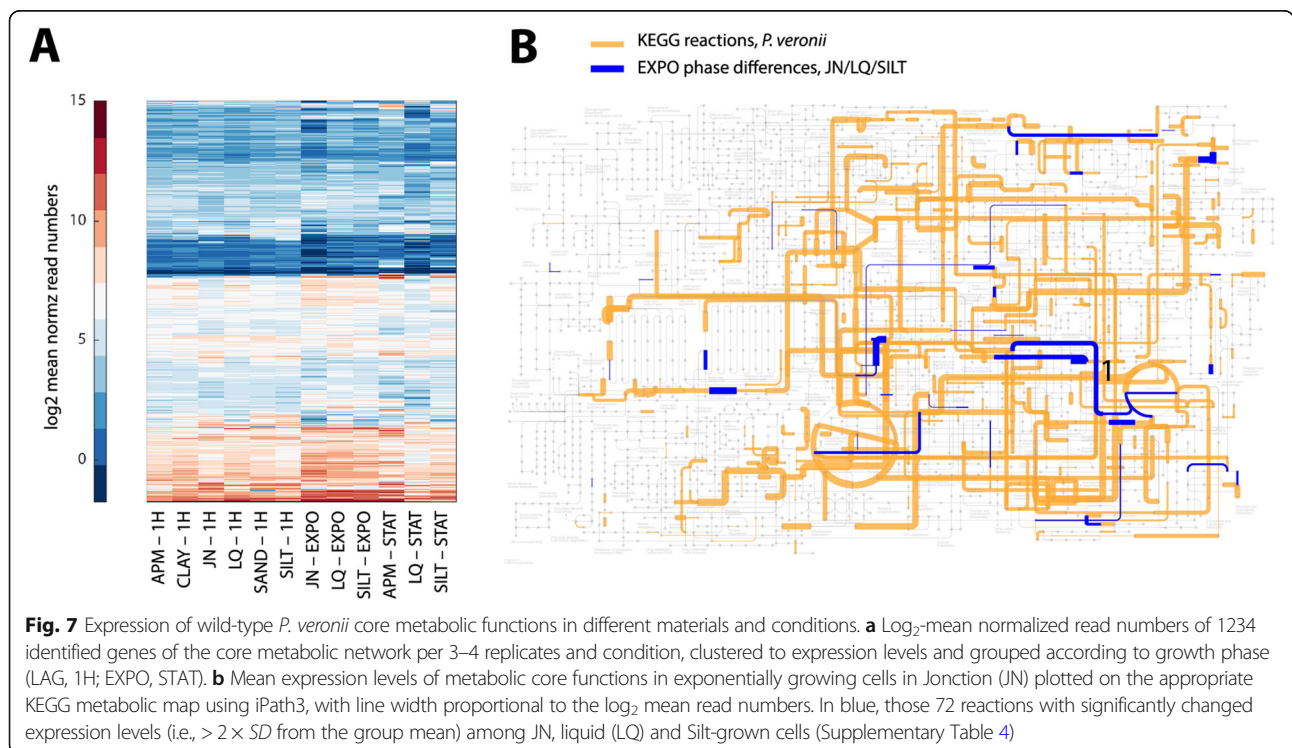 A
15
10
5
0
log2 mean normz read numbers
APM – 1H
CLAY – 1H
JN – 1H
LQ – 1H
SAND – 1H
SILT – 1H
JN – EXPO
LQ – EXPO
SILT – EXPO
APM – STAT
LQ – STAT
SILT – STAT
B
KEGG reactions, P. veronii
EXPO phase differences, JN/LQ/SILT
1
Fig. 7 Expression of wild-type P. veronii core metabolic functions in different materials and conditions. a Log₂-mean normalized read numbers of 1234
identified genes of the core metabolic network per 3–4 replicates and condition, clustered to expression levels and grouped according to growth phase
(LAG, 1H; EXPO, STAT). b Mean expression levels of metabolic core functions in exponentially growing cells in Jonction (JN) plotted on the appropriate
KEGG metabolic map using iPath3, with line width proportional to the log₂ mean read numbers. In blue, those 72 reactions with significantly changed
expression levels (i.e., > 2 × SD from the group mean) among JN, liquid (LQ) and Silt-grown cells (Supplementary Table 4)